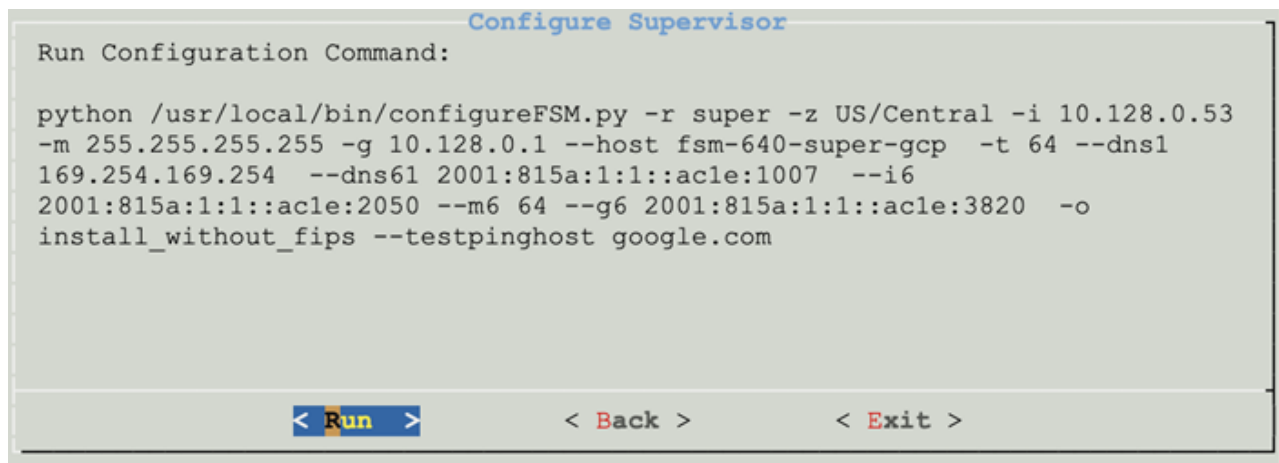 Configure Supervisor
Run Configuration Command:
python /usr/local/bin/configureFSM.py -r super -z US/Central -i 10.128.0.53
-m 255.255.255.255 -g 10.128.0.1 --host fsm-640-super-gcp  -t 64 --dns1
169.254.169.254  --dns61 2001:815a:1:1::ac1e:1007  --i6
2001:815a:1:1::ac1e:2050 --m6 64 --g6 2001:815a:1:1::ac1e:3820  -o
install_without_fips --testpinghost google.com
< Run  > < Back > < Exit >